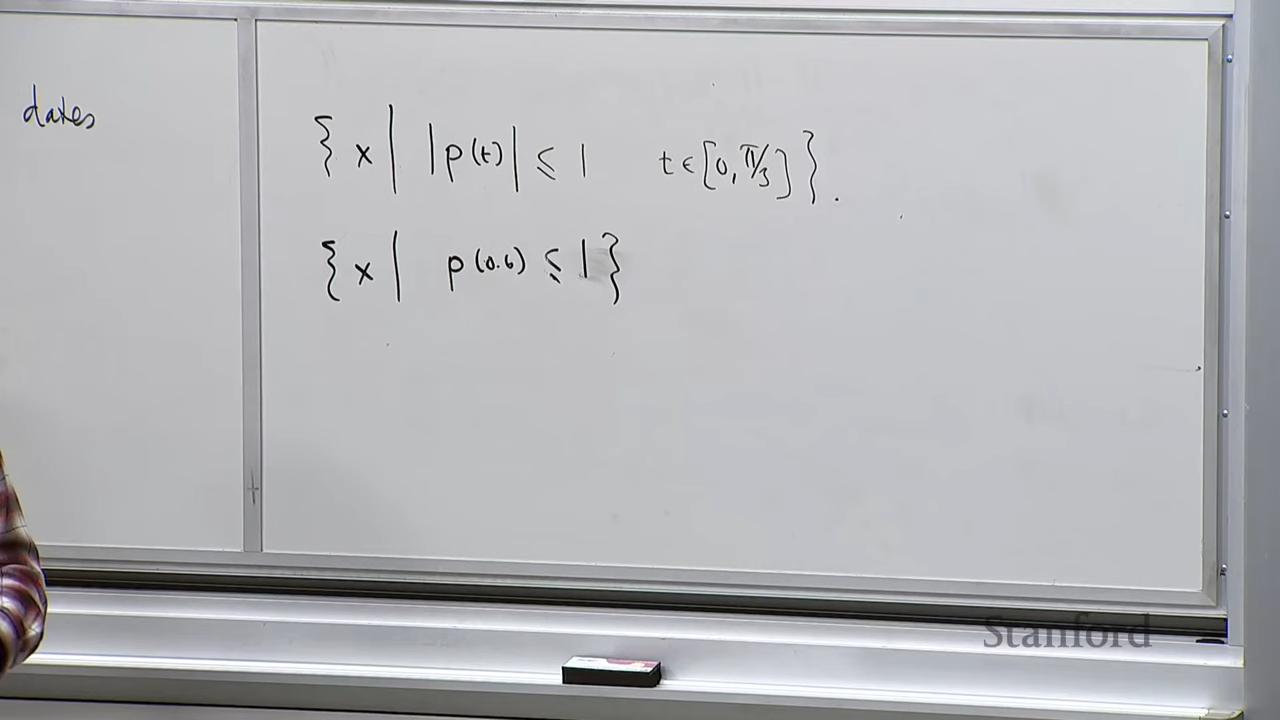 dates
{ x | |p(t)| ≤ 1 t ∈ [0, π/3] }.
{ x | p(0.6) ≤ 1 }
Stanford